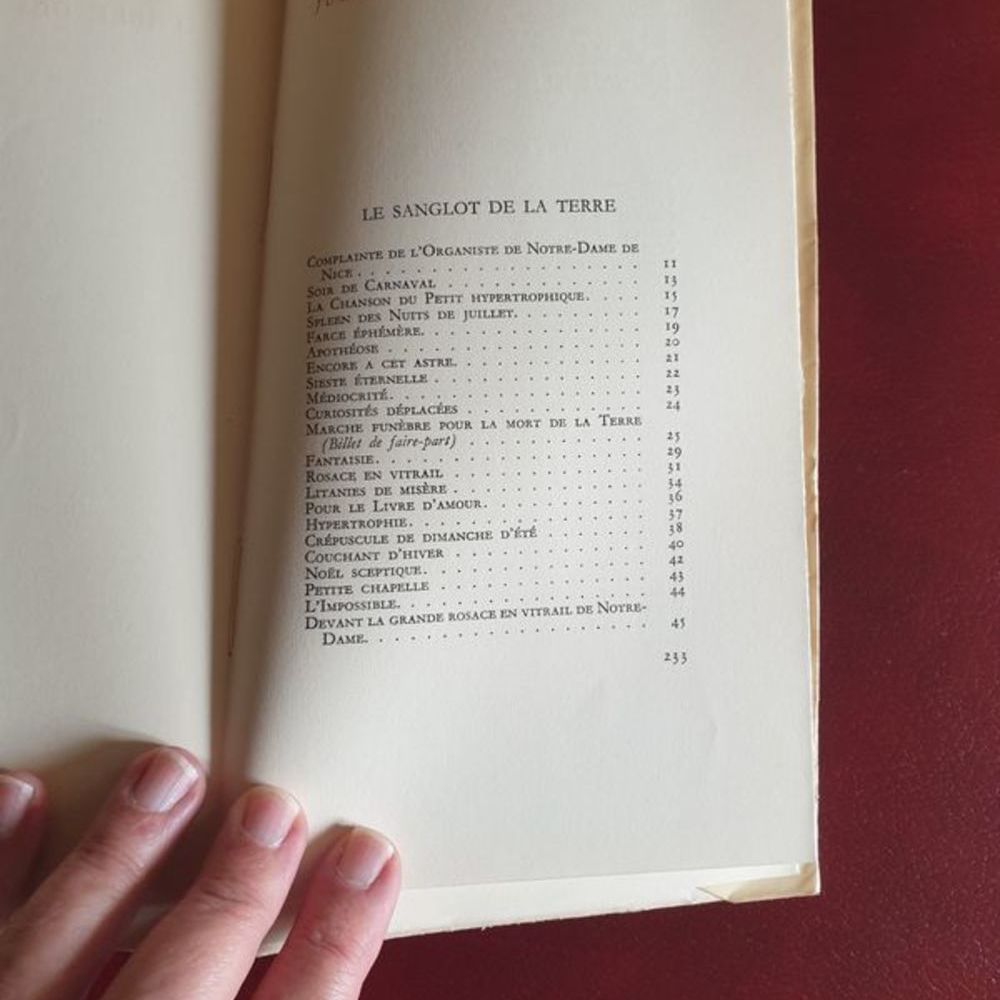 LE SANGLOT DE LA TERRE
COMPLAINTE DE L'ORGANISTE DE NOTRE-DAME DE
NICE . . . . . . . . . . . . . . . . 11
SOIR DE CARNAVAL . . . . . . . . . . 13
LA CHANSON DU PETIT HYPERTROPHIQUE. . . . 15
SPLEEN DES NUITS DE JUILLET. . . . . . . . 17
FARCE ÉPHÉMÈRE. . . . . . . . . . . . 19
APOTHÉOSE . . . . . . . . . . . . . . 20
ENCORE A CET ASTRE. . . . . . . . . . . 21
SIESTE ÉTERNELLE . . . . . . . . . . . . 22
MÉDIOCRITÉ. . . . . . . . . . . . . . 23
CURIOSITÉS DÉPLACÉES . . . . . . . . . . 24
MARCHE FUNÈBRE POUR LA MORT DE LA TERRE
(Billet de faire-part) . . . . . . . . . . 25
FANTAISIE. . . . . . . . . . . . . . . 29
ROSACE EN VITRAIL . . . . . . . . . . . 31
LITANIES DE MISÈRE . . . . . . . . . . . 34
POUR LE LIVRE D'AMOUR. . . . . . . . . . 36
HYPERTROPHIE. . . . . . . . . . . . . 37
CRÉPUSCULE DE DIMANCHE D'ÉTÉ . . . . . . 38
COUCHANT D'HIVER . . . . . . . . . . . 40
NOËL SCEPTIQUE. . . . . . . . . . . . . 42
PETITE CHAPELLE . . . . . . . . . . . . 43
L'IMPOSSIBLE. . . . . . . . . . . . . . 44
DEVANT LA GRANDE ROSACE EN VITRAIL DE NOTRE-
DAME. . . . . . . . . . . . . . . . 45
233